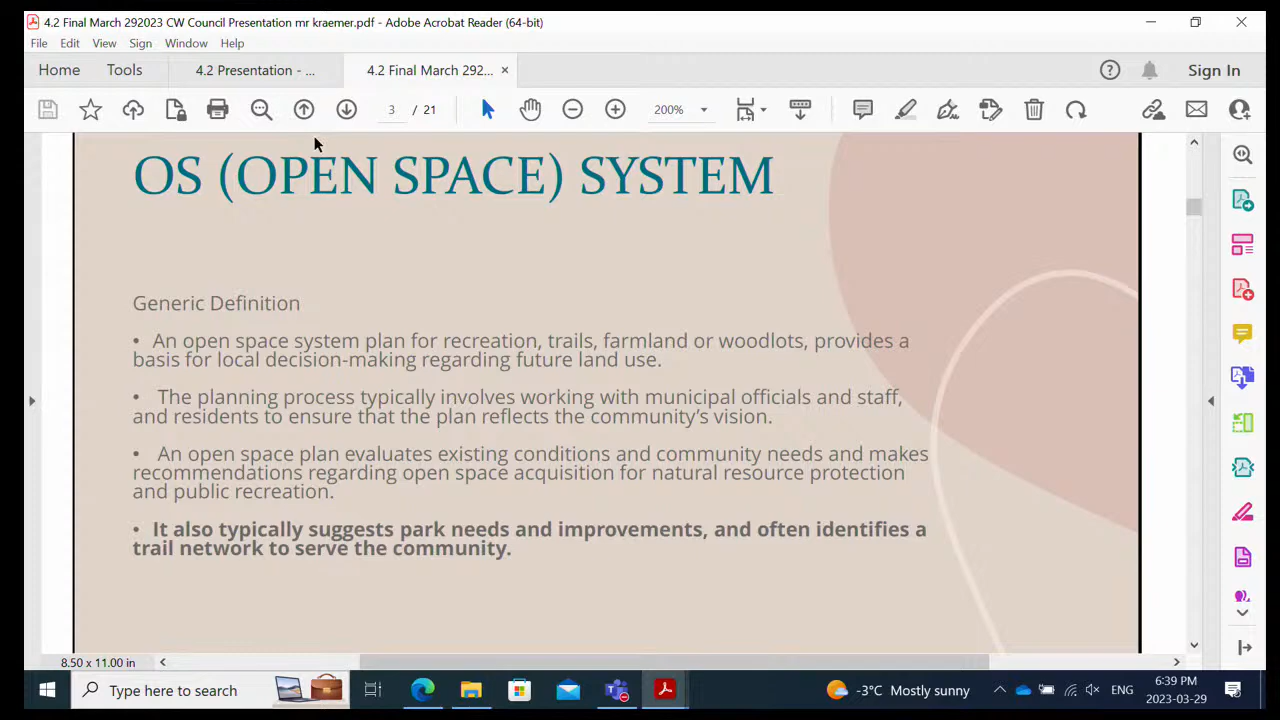 4.2 Final March 292023 CW Council Presentation mr kraemer.pdf - Adobe Acrobat Reader (64-bit)
File Edit View Sign Window Help
Home Tools 4.2 Presentation - ... 4.2 Final March 292... × Sign In
3 / 21 200%
OS (OPEN SPACE) SYSTEM
Generic Definition
• An open space system plan for recreation, trails, farmland or woodlots, provides a
basis for local decision-making regarding future land use.
• The planning process typically involves working with municipal officials and staff,
and residents to ensure that the plan reflects the community's vision.
• An open space plan evaluates existing conditions and community needs and makes
recommendations regarding open space acquisition for natural resource protection
and public recreation.
• It also typically suggests park needs and improvements, and often identifies a
trail network to serve the community.
8.50 x 11.00 in
Type here to search -3°C Mostly sunny ENG 6:39 PM
2023-03-29